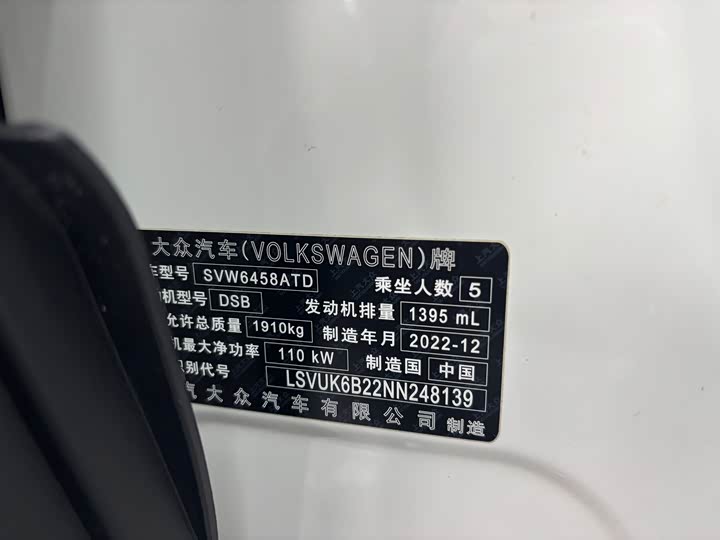 大众汽车(VOLKSWAGEN)牌
车型号 SVW6458ATD 乘坐人数 5
机型号 DSB 发动机排量 1395 mL
允许总质量 1910kg 制造年月 2022-12
机最大净功率 110 kW 制造国 中国
识别代号 LSVUK6B22NN248139
汽大众汽车有限公司 制造